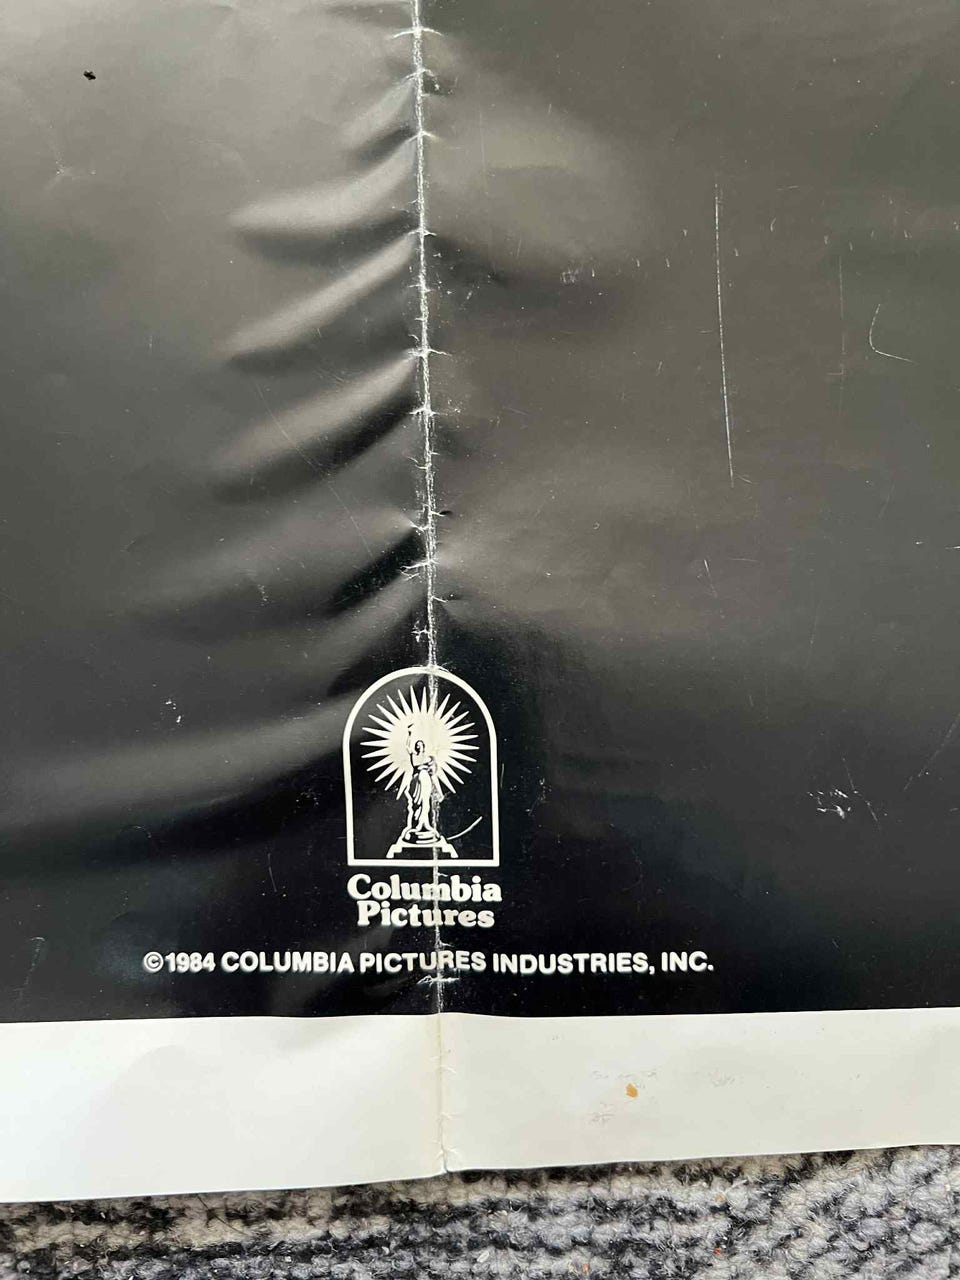 Columbia
Pictures
©1984 COLUMBIA PICTURES INDUSTRIES, INC.